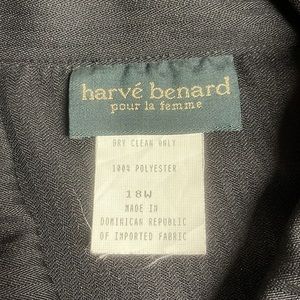 harvé benard
pour la femme
DRY CLEAN ONLY
100% POLYESTER
18W
MADE IN
DOMINICAN REPUBLIC
OF IMPORTED FABRIC